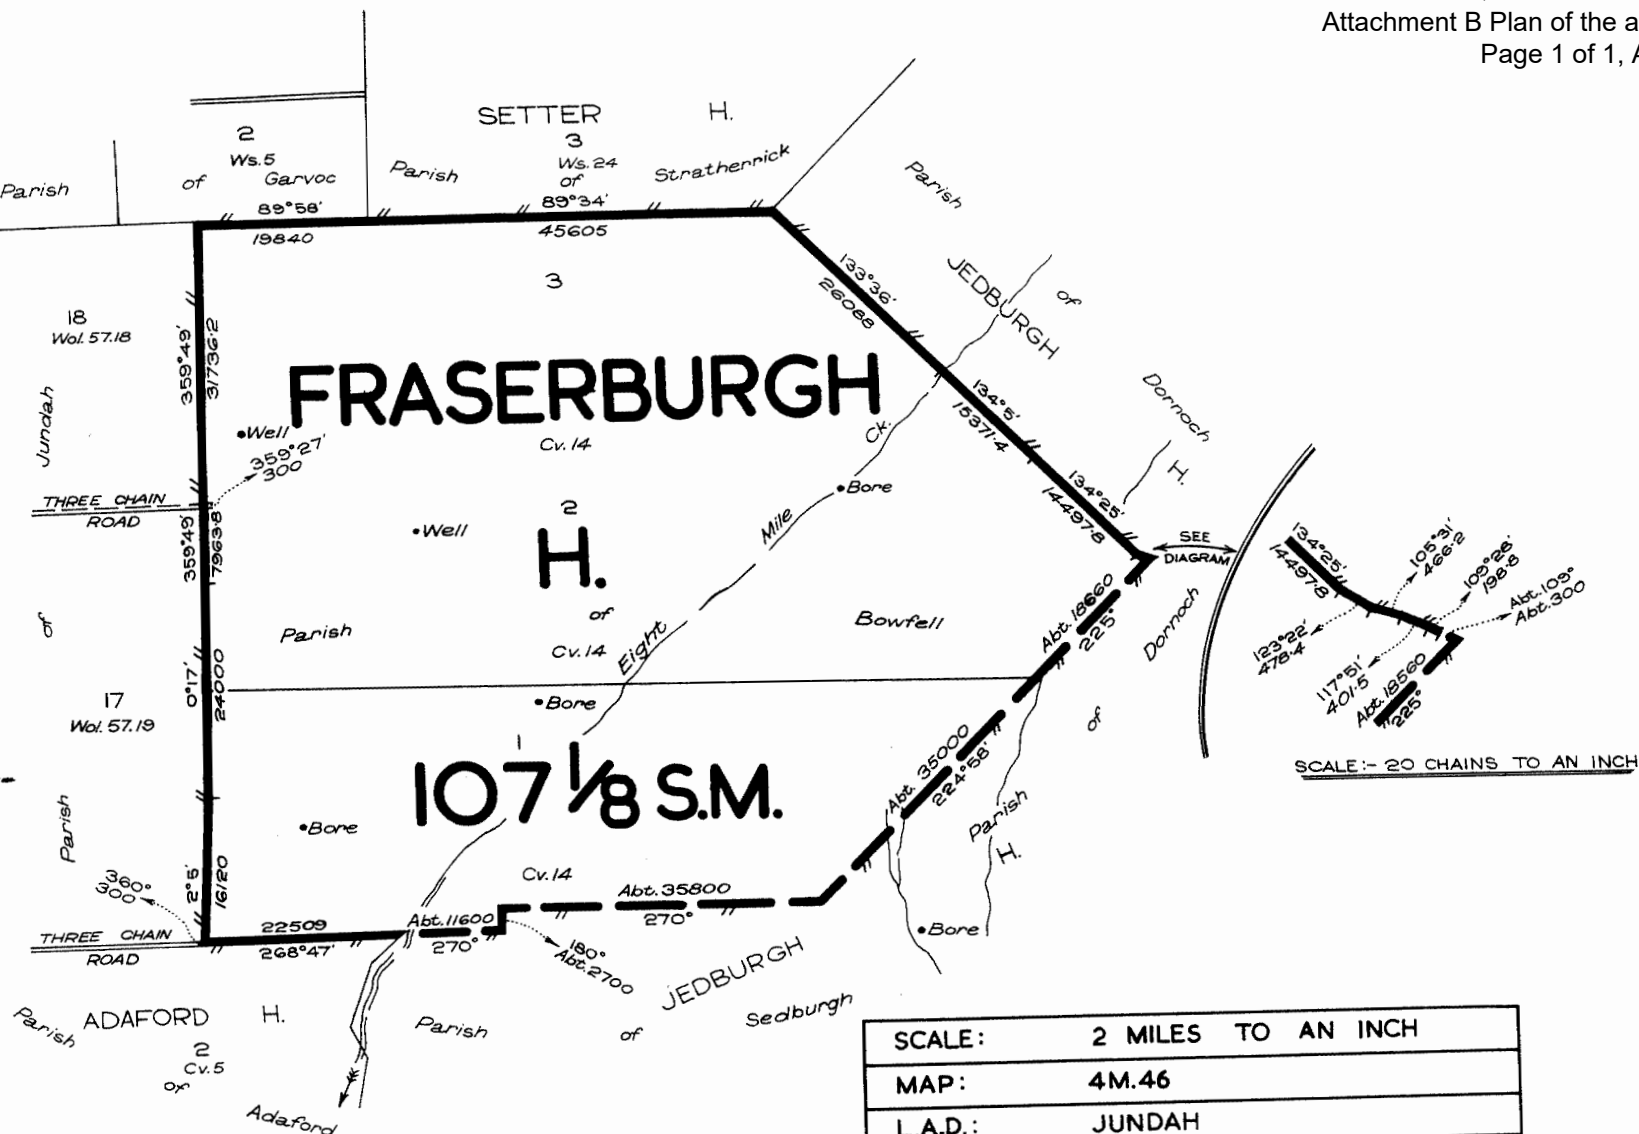 Attachment B Plan of the a
Page 1 of 1, A
SETTER H.
2
Ws.5
3
Ws.24
Parish of Garvoc
Parish of Stratherrick
89°58'
19840
89°34'
45605
Parish
of
Dornoch
JEDBURGH
H.
133°36'
26088
134°5'
15371.4
134°25'
14497.8
3
18
Wol. 57.18
359°49'
31736.2
FRASERBURGH
Cv. 14
Well
359°27'
300
Jundah
of
Parish
THREE CHAIN
ROAD
359°49'
7963.8
Well
2
H.
Bore
Eight Mile Ck.
Parish of Bowfell
Cv. 14
SEE
DIAGRAM
134°25'
14497.8
105°31'
466.2
109°28'
198.8
Abt. 109°
Abt. 300
123°22'
478.4
117°51'
401.5
Abt. 18560
225°
SCALE:- 20 CHAINS TO AN INCH
Abt. 18660
225°
Dornoch
of
Parish
H.
17
Wol. 57.19
0°17'
24000
Bore
1
107 1/8 S.M.
Abt. 35000
224°58'
Bore
2°5'
16120
360°
300
Cv. 14
Abt. 35800
270°
Abt. 11600
270°
180°
Abt. 2700
22509
268°47'
THREE CHAIN
ROAD
Bore
JEDBURGH
Parish of Sedburgh
ADAFORD H.
2
Cv. 5
Parish
of
Adaford
SCALE: 2 MILES TO AN INCH
MAP: 4M.46
L.A.D.: JUNDAH